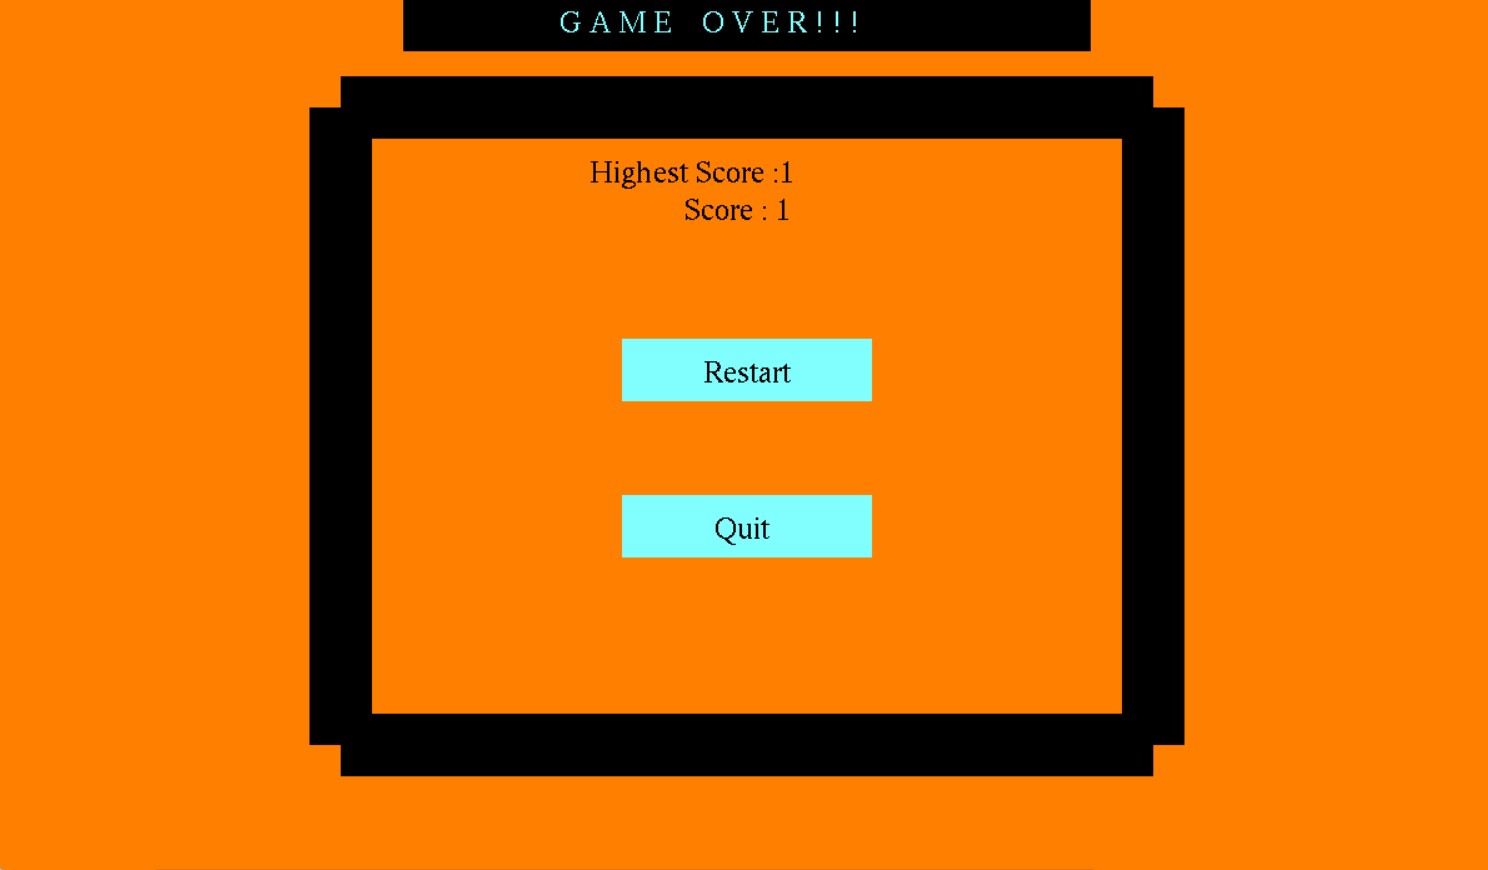 GAME OVER!!!
Highest Score :1
Score : 1
Restart
Quit